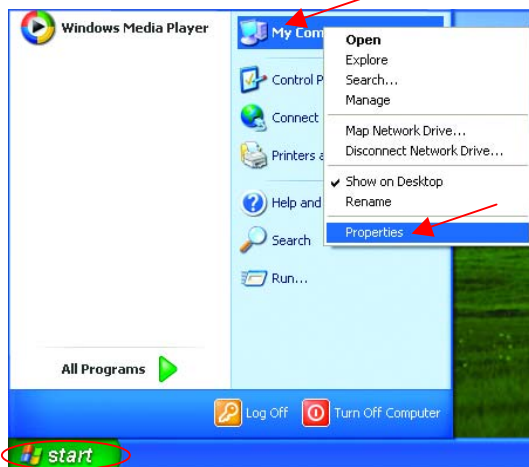 Windows Media Player
All Programs
My Com
Control P
Connect
Printers a
Help and
Search
Run...
Open
Explore
Search...
Manage
Map Network Drive...
Disconnect Network Drive...
Show on Desktop
Rename
Properties
Log Off
Turn Off Computer
start